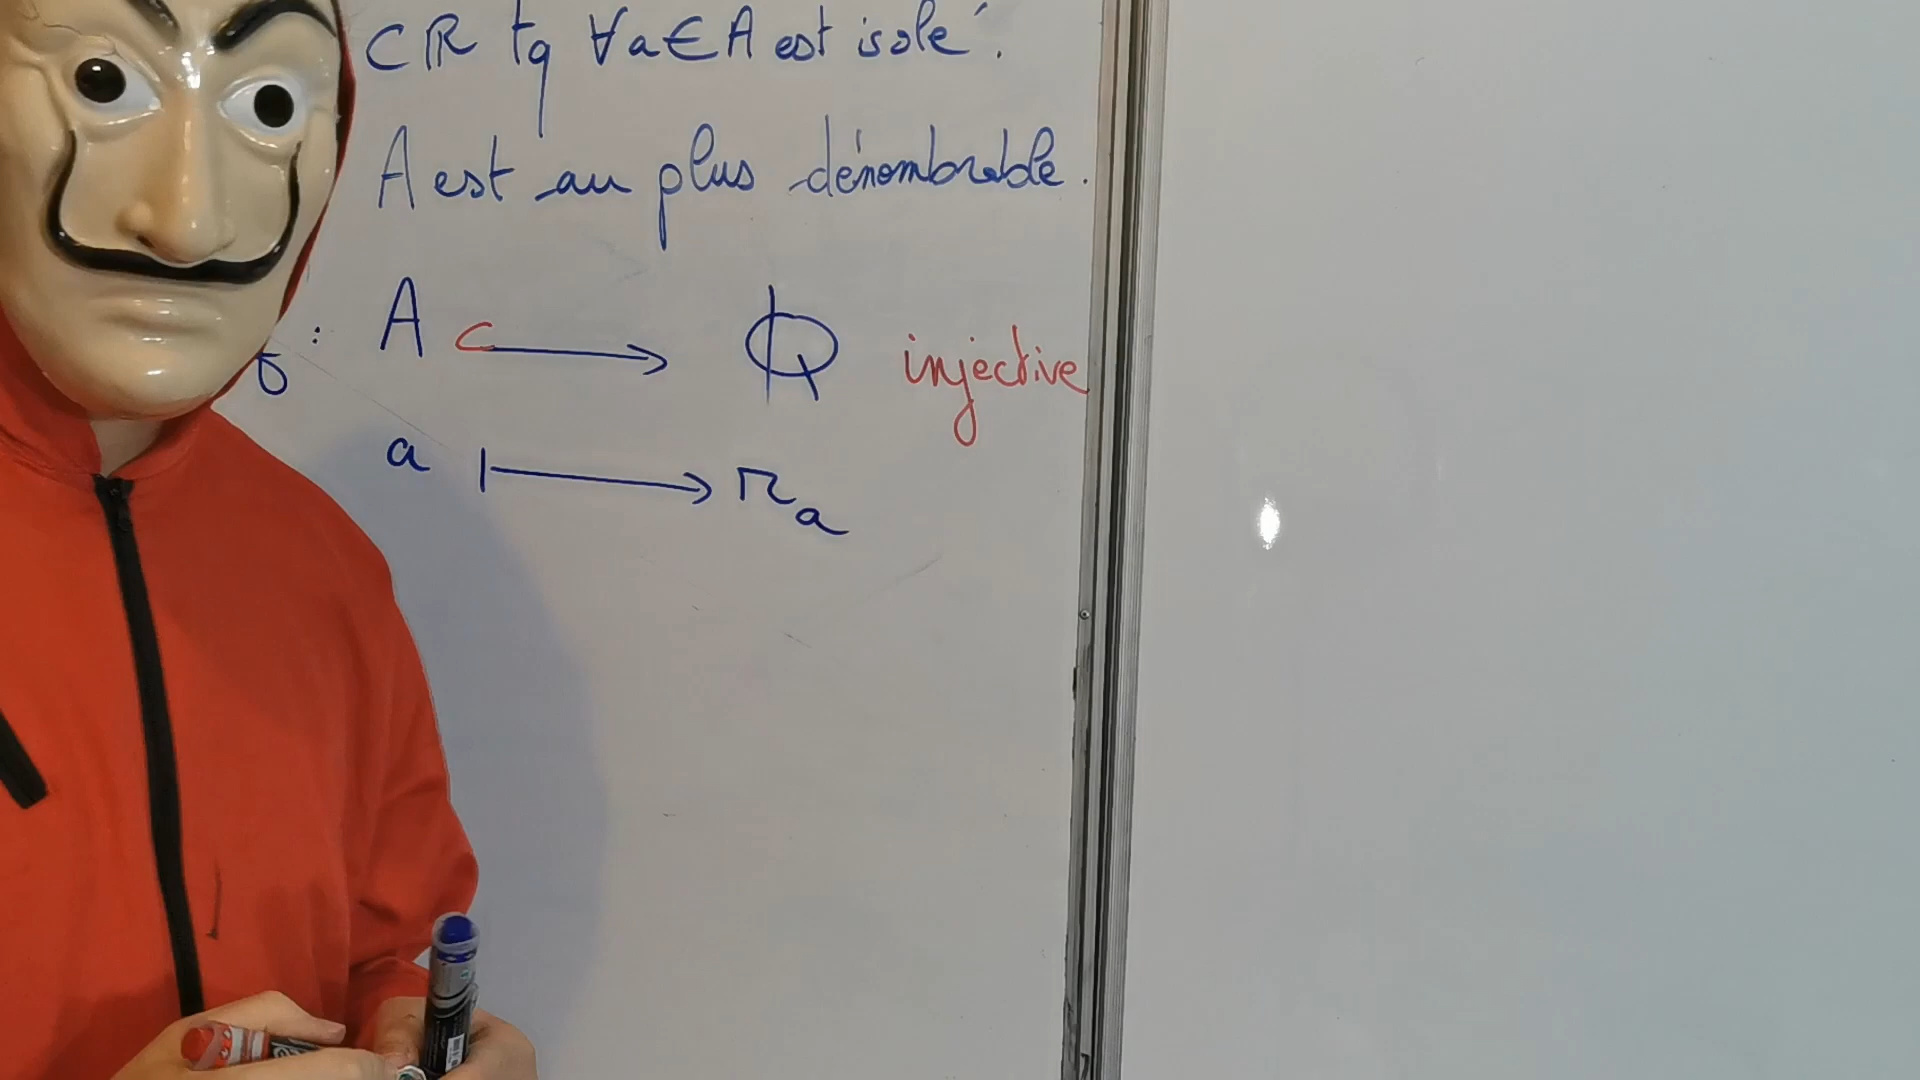 ⊂ ℝ tq ∀a∈A est isolé.
A est au plus dénombrable.
: A ↪ ℚ injective
a ⟼ r_a